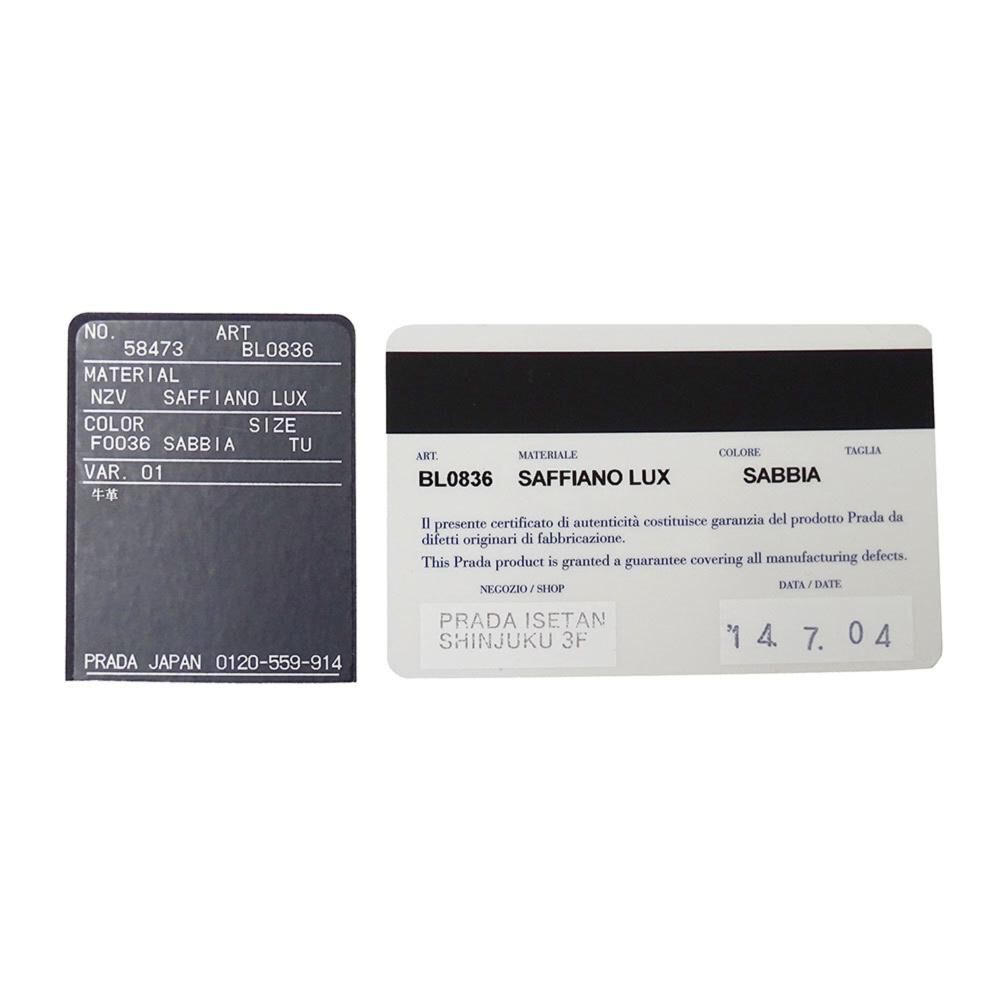 NO. ART
58473 BL0836
MATERIAL
NZV SAFFIANO LUX
COLOR SIZE
F0036 SABBIA TU
VAR. 01
牛革
PRADA JAPAN 0120-559-914
ART. MATERIALE COLORE TAGLIA
BL0836 SAFFIANO LUX SABBIA
Il presente certificato di autenticità costituisce garanzia del prodotto Prada da
difetti originari di fabbricazione.
This Prada product is granted a guarantee covering all manufacturing defects.
NEGOZIO / SHOP DATA / DATE
PRADA ISETAN
SHINJUKU 3F
'14. 7. 04